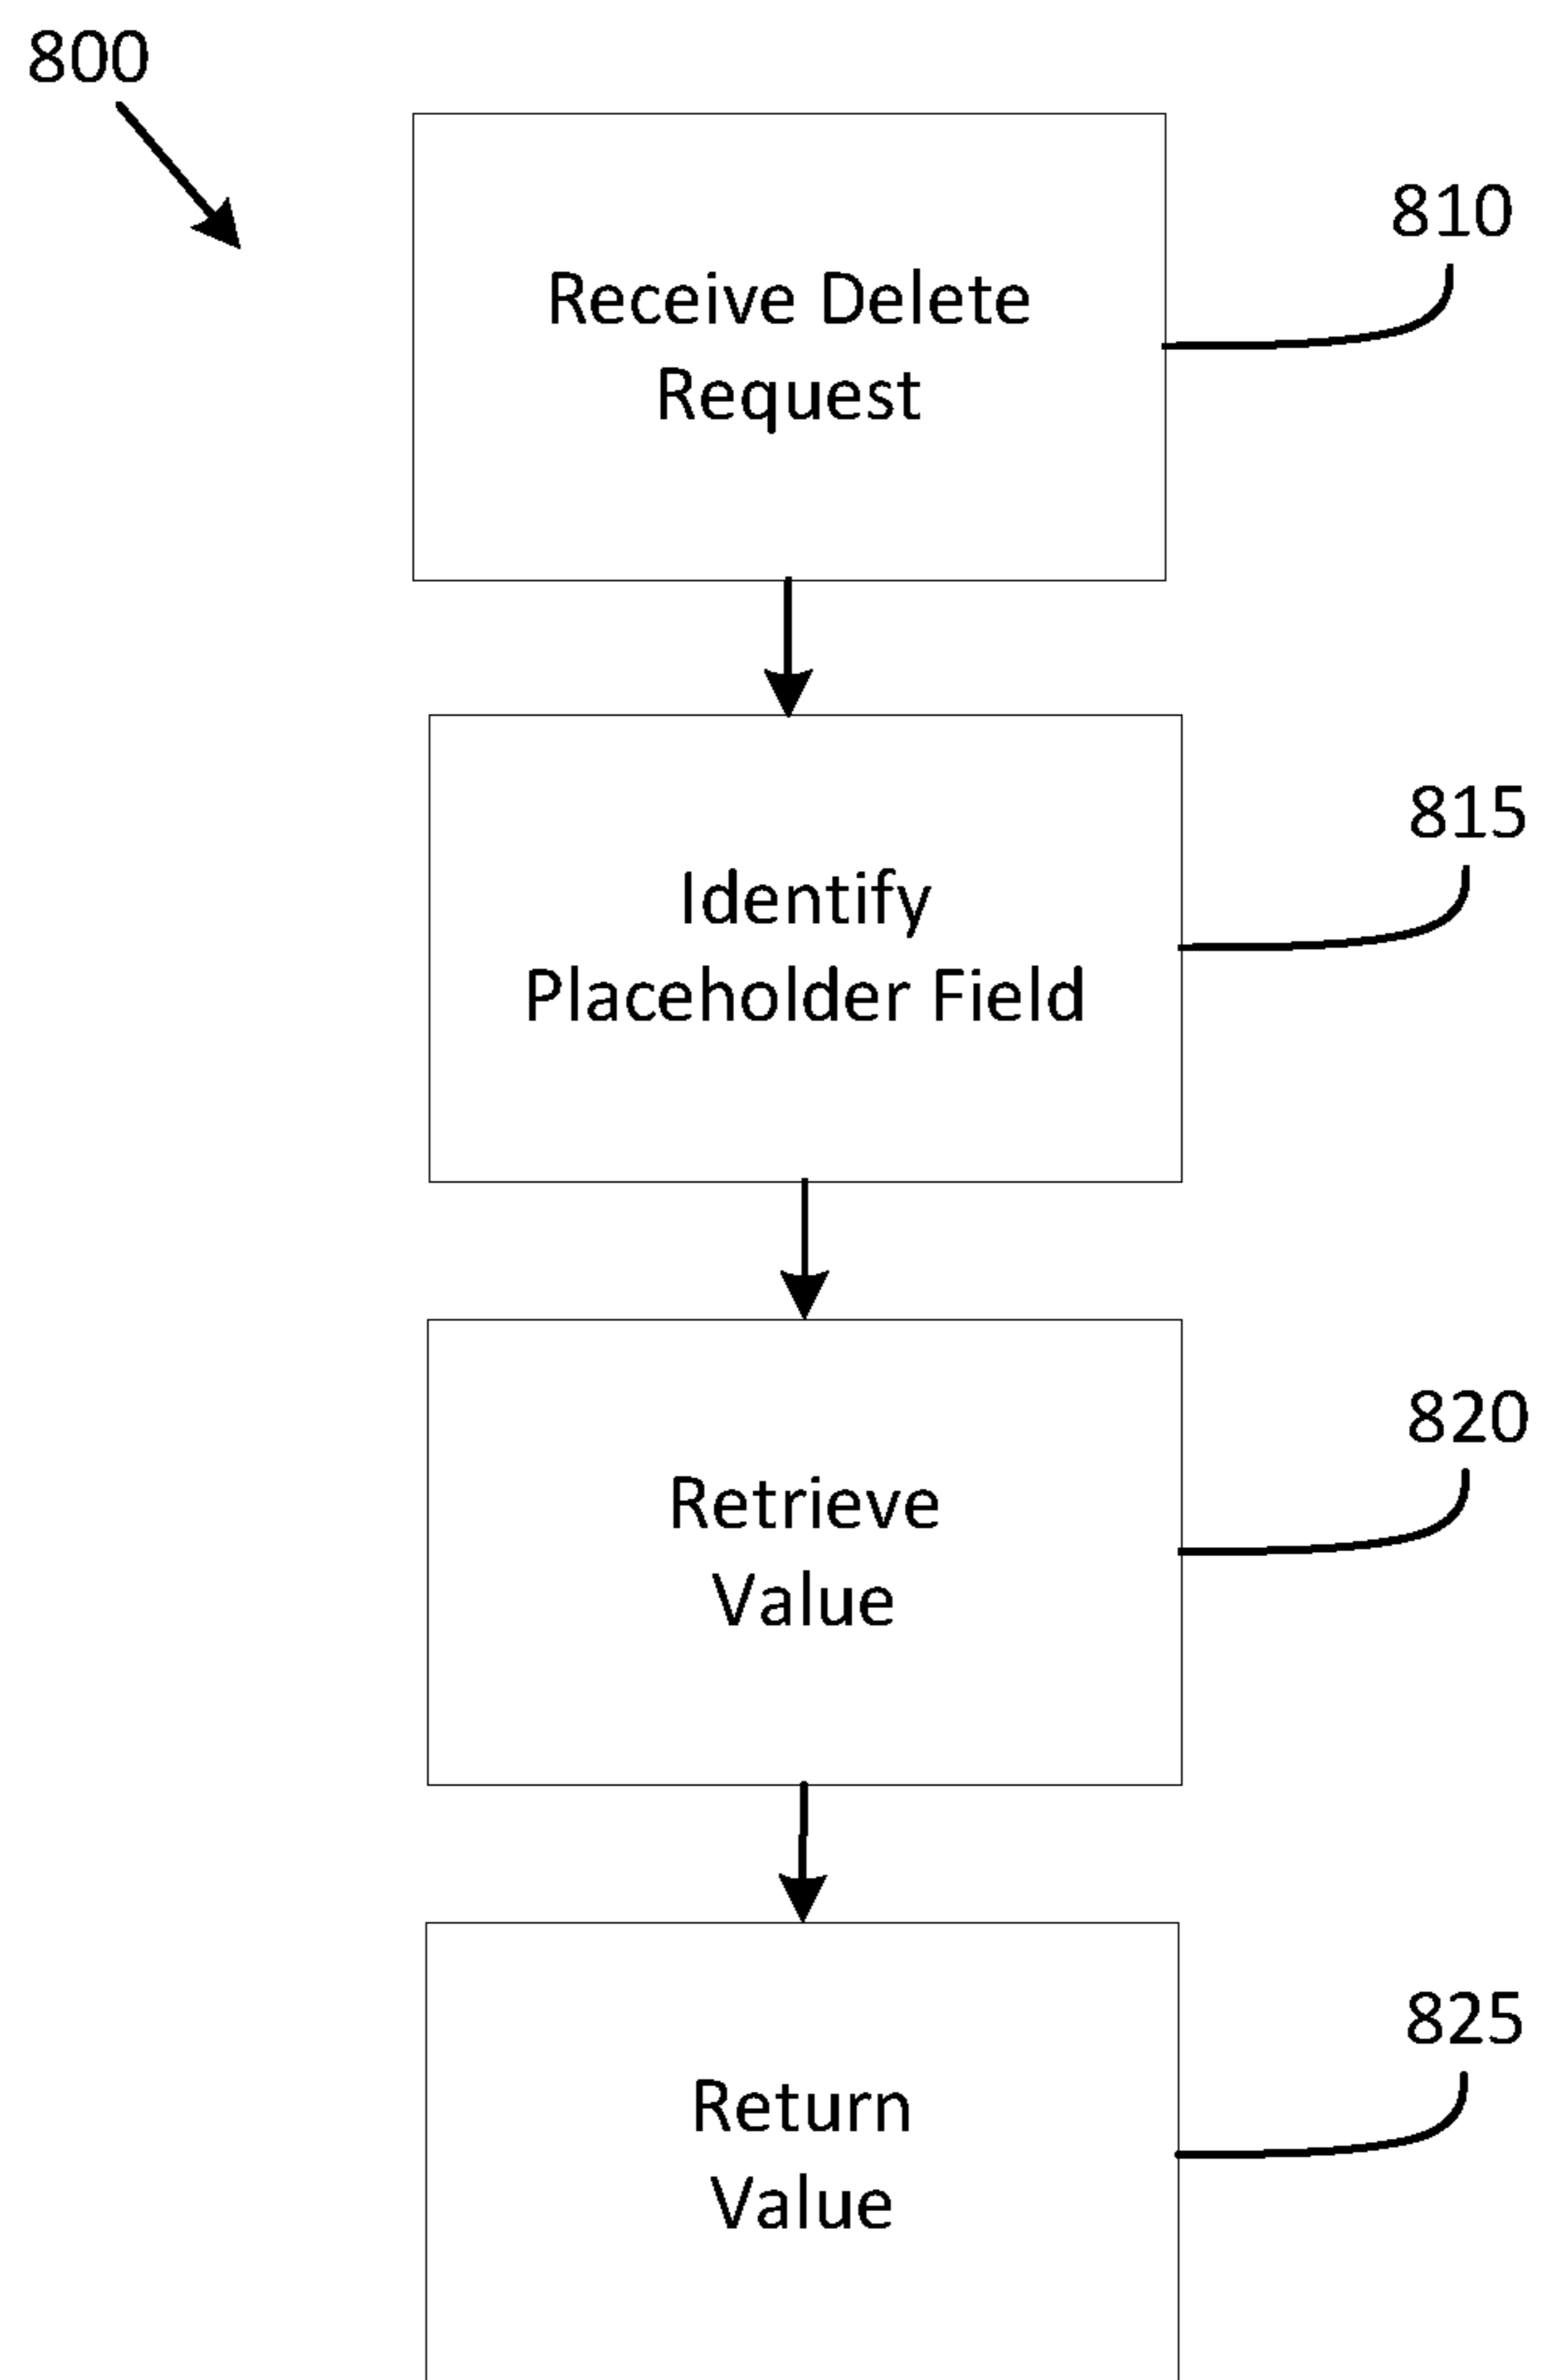 800
810
Receive Delete
Request
815
Identify
Placeholder Field
820
Retrieve
Value
825
Return
Value